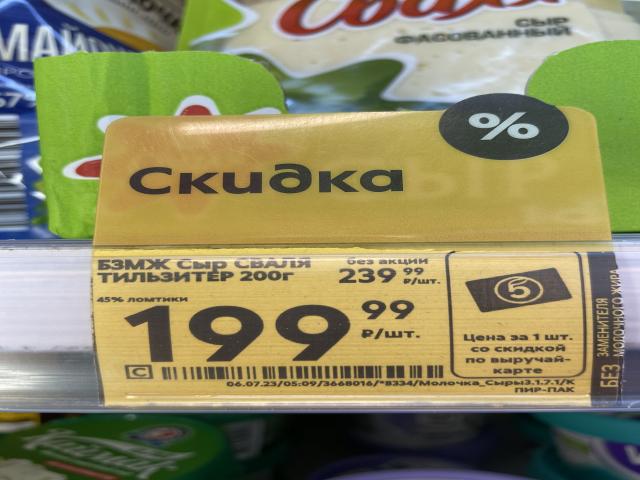 МАЙО
Сваля
СЫР
ФАСОВАННЫЙ
%
Скидка
БЗМЖ Сыр СВАЛЯ
ТИЛЬЗИТЕР 200г
45% ломтики
без акции
239 99
₽/шт.
199 99
₽/шт.
5
Цена за 1 шт.
со скидкой
по выручай-
карте
БЕЗ ЗАМЕНИТЕЛЯ
МОЛОЧНОГО ЖИРА
С
06.07.23/05:09/3668016/*8334/Молочка_Сыры3.1.7.1/К
ПИР-ПАК